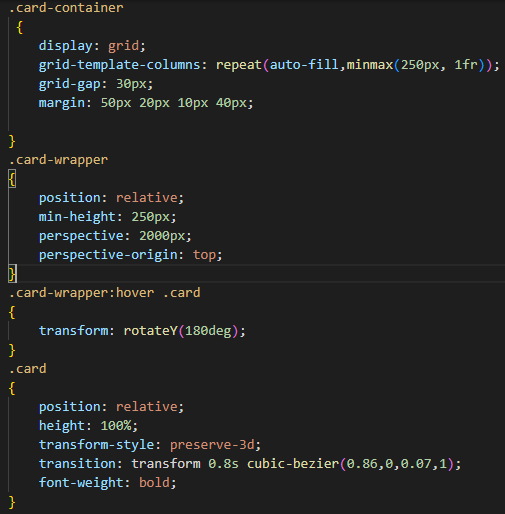 .card-container
{
display: grid;
grid-template-columns: repeat(auto-fill,minmax(250px, 1fr));
grid-gap: 30px;
margin: 50px 20px 10px 40px;
}
.card-wrapper
{
position: relative;
min-height: 250px;
perspective: 2000px;
perspective-origin: top;
}
.card-wrapper:hover .card
{
transform: rotateY(180deg);
}
.card
{
position: relative;
height: 100%;
transform-style: preserve-3d;
transition: transform 0.8s cubic-bezier(0.86,0,0.07,1);
font-weight: bold;
}